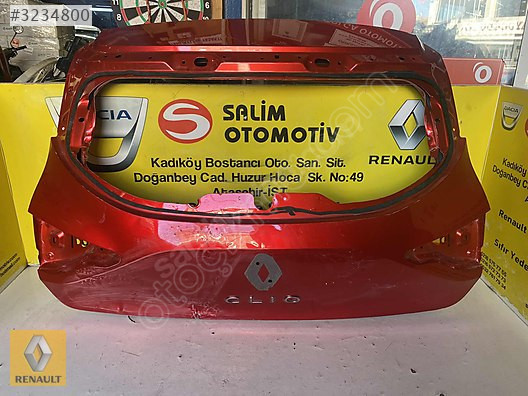 #3234800
DACIA
SALİM
OTOMOTİV
RENAULT
Kadıköy Bostancı Oto. San. Sit.
Doğanbey Cad. Huzur Hoca Sk. No:49
Ataşehir-İST
CLIO
RENAULT